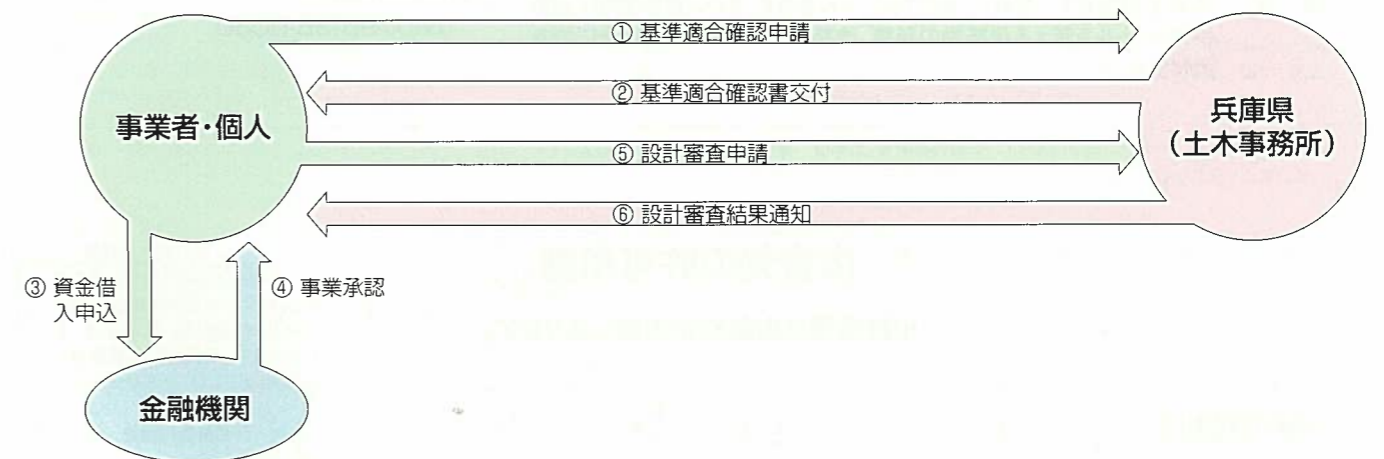 ① 基準適合確認申請
② 基準適合確認書交付
事業者・個人
兵庫県
（土木事務所）
⑤ 設計審査申請
⑥ 設計審査結果通知
③ 資金借
入申込
④ 事業承認
金融機関